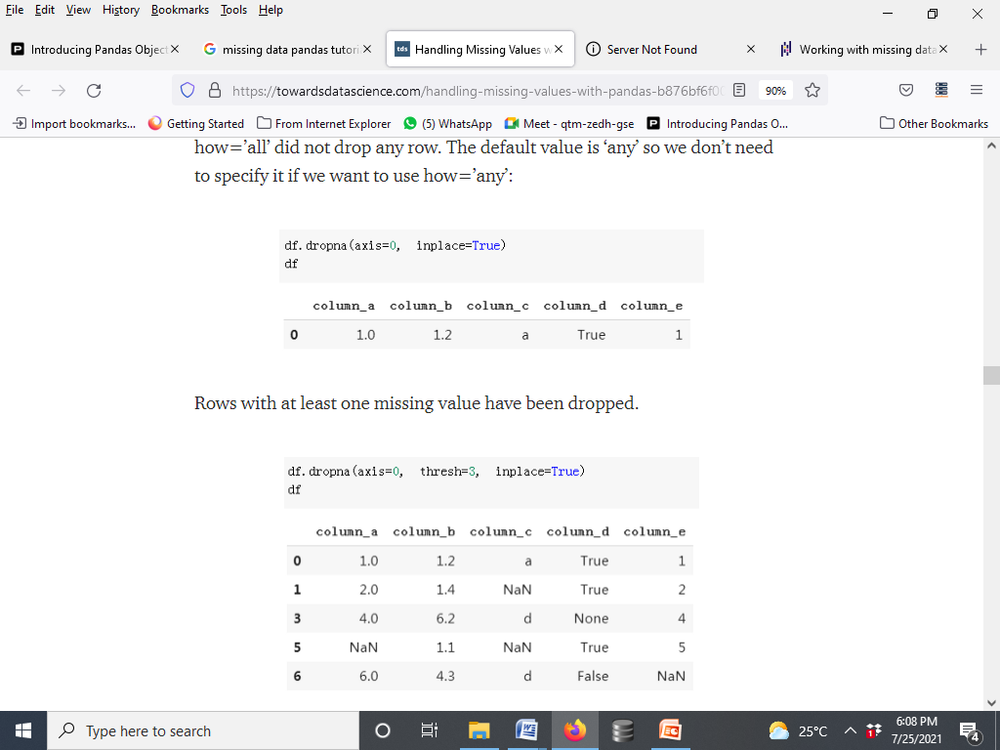 File Edit View History Bookmarks Tools Help
Introducing Pandas Object
missing data pandas tutori
Handling Missing Values w
Server Not Found
Working with missing data
https://towardsdatascience.com/handling-missing-values-with-pandas-b876bf6f0
90%
Import bookmarks... Getting Started From Internet Explorer (5) WhatsApp Meet - qtm-zedh-gse Introducing Pandas O... Other Bookmarks
how='all' did not drop any row. The default value is 'any' so we don't need
to specify it if we want to use how='any':
df.dropna(axis=0, inplace=True)
df
column_a column_b column_c column_d column_e
0 1.0 1.2 a True 1
Rows with at least one missing value have been dropped.
df.dropna(axis=0, thresh=3, inplace=True)
df
column_a column_b column_c column_d column_e
0 1.0 1.2 a True 1
1 2.0 1.4 NaN True 2
3 4.0 6.2 d None 4
5 NaN 1.1 NaN True 5
6 6.0 4.3 d False NaN
Type here to search
25°C
1
6:08 PM
7/25/2021
4